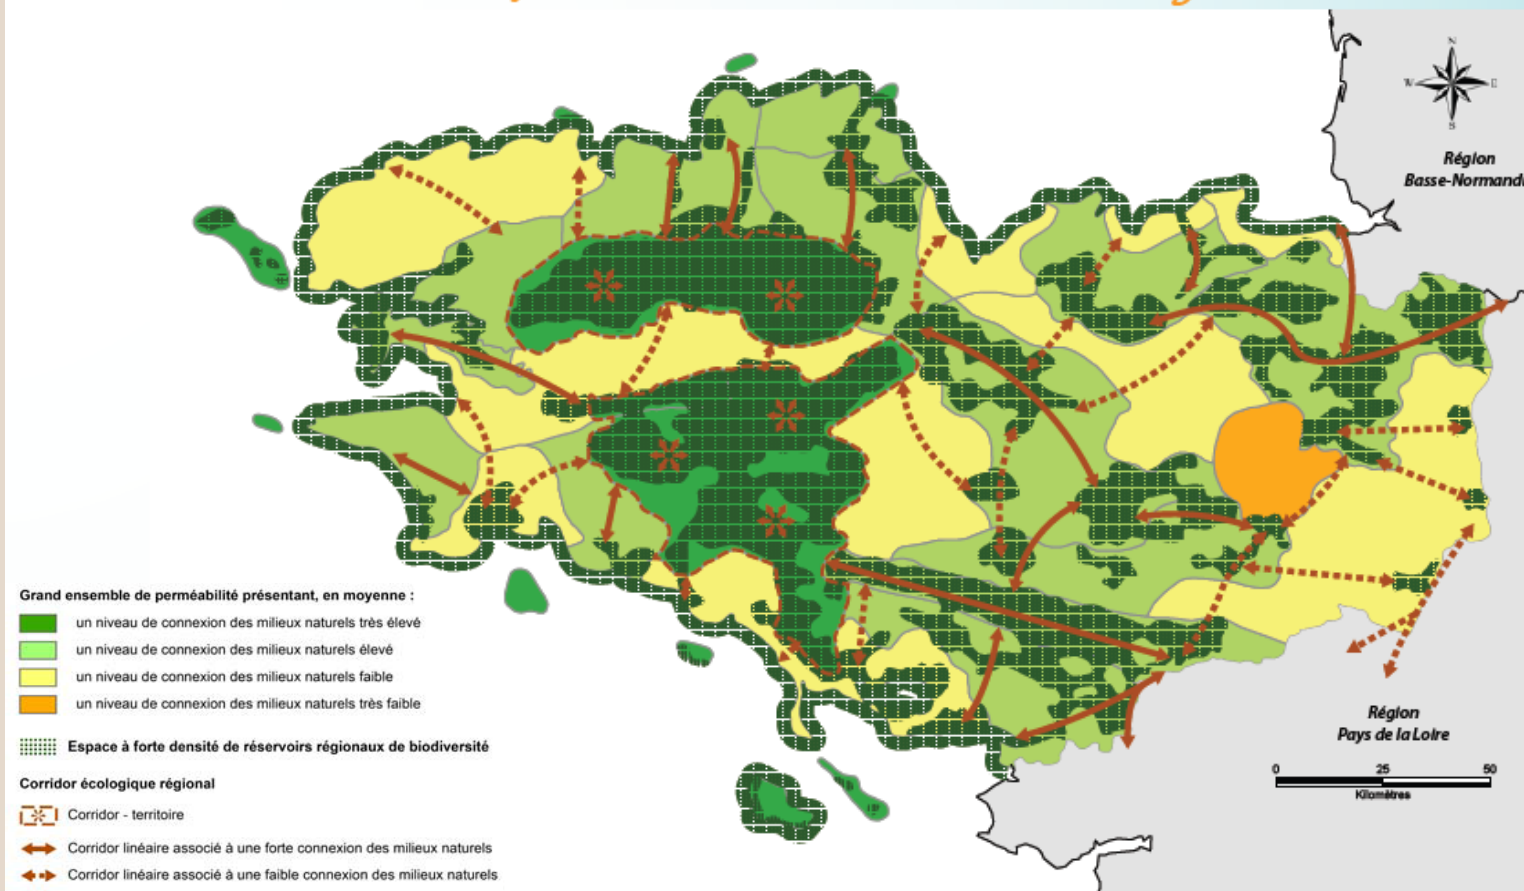 N
W
E
S
Région
Basse-Normandi
Grand ensemble de perméabilité présentant, en moyenne :
un niveau de connexion des milieux naturels très élevé
un niveau de connexion des milieux naturels élevé
un niveau de connexion des milieux naturels faible
un niveau de connexion des milieux naturels très faible
Espace à forte densité de réservoirs régionaux de biodiversité
Corridor écologique régional
Corridor - territoire
Corridor linéaire associé à une forte connexion des milieux naturels
Corridor linéaire associé à une faible connexion des milieux naturels
Région
Pays de la Loire
0 25 50
Kilomètres